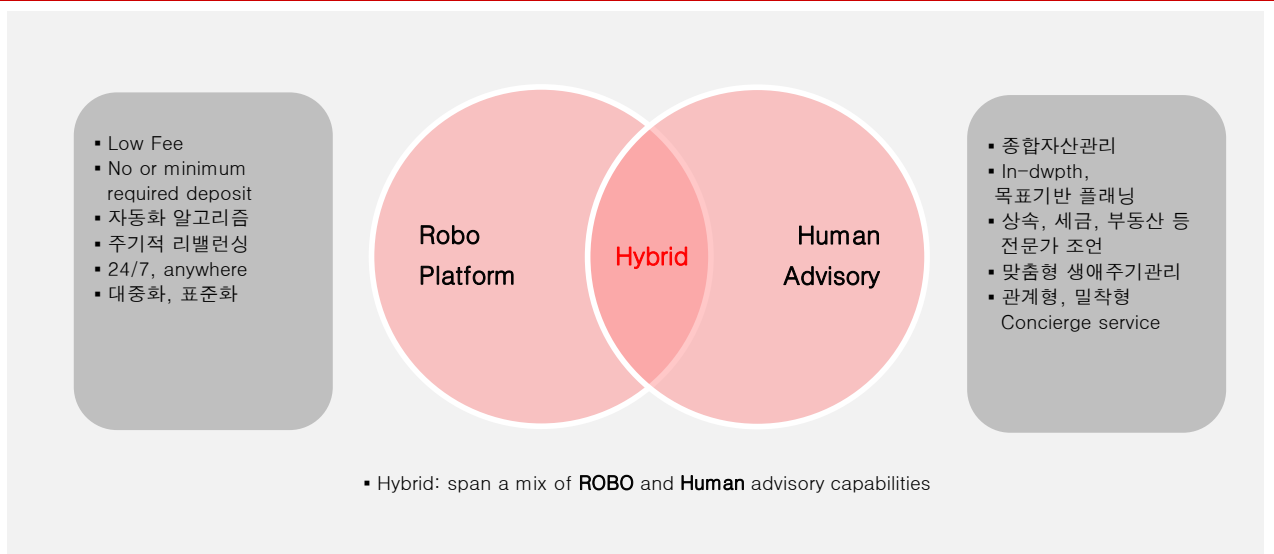 ▪ Low Fee
▪ No or minimum
required deposit
▪ 자동화 알고리즘
▪ 주기적 리밸런싱
▪ 24/7, anywhere
▪ 대중화, 표준화
Robo
Platform
Hybrid
Human
Advisory
▪ 종합자산관리
▪ In-dwpth,
목표기반 플래닝
▪ 상속, 세금, 부동산 등
전문가 조언
▪ 맞춤형 생애주기관리
▪ 관계형, 밀착형
Concierge service
▪ Hybrid: span a mix of ROBO and Human advisory capabilities